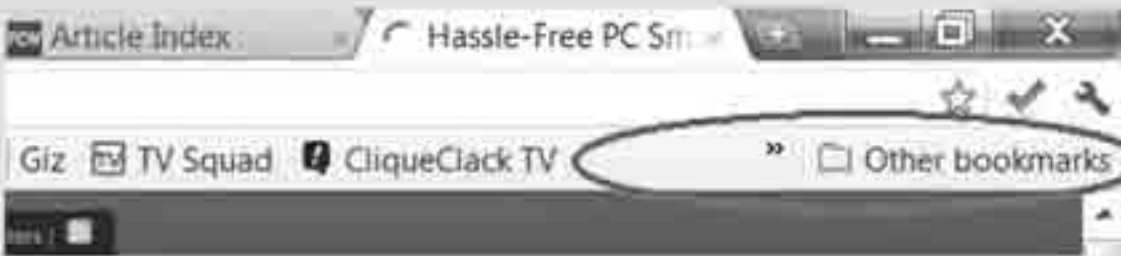 Article Index
Hassle-Free PC Sm
Giz TV Squad CliqueClack TV » Other bookmarks